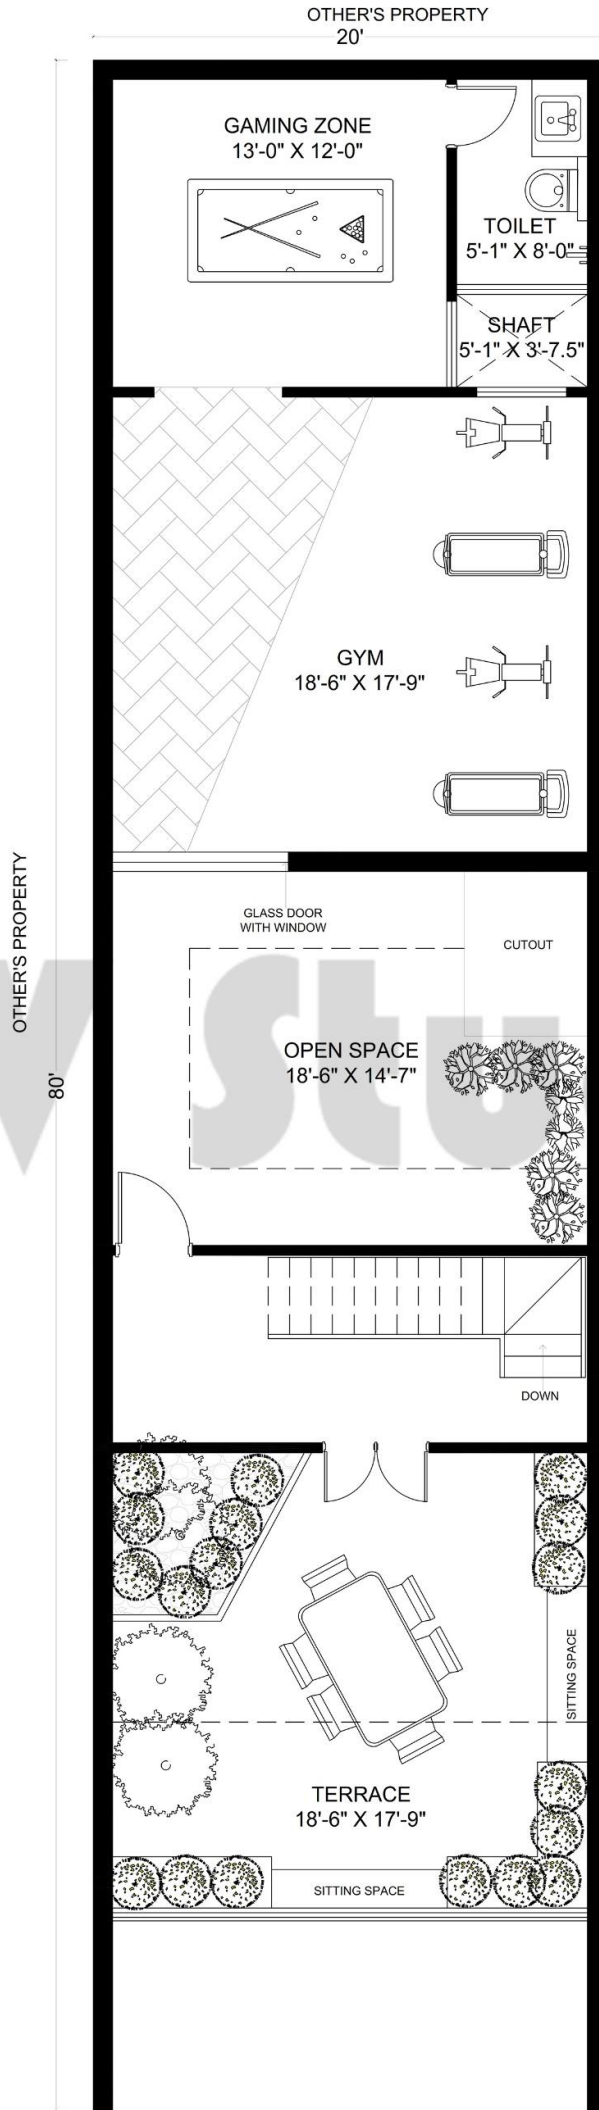 OTHER'S PROPERTY
20'
GAMING ZONE
13'-0" X 12'-0"
TOILET
5'-1" X 8'-0"
SHAFT
5'-1" X 3'-7.5"
GYM
18'-6" X 17'-9"
OTHER'S PROPERTY
80'
GLASS DOOR
WITH WINDOW
CUTOUT
V Stu
OPEN SPACE
18'-6" X 14'-7"
DOWN
SITTING SPACE
TERRACE
18'-6" X 17'-9"
SITTING SPACE